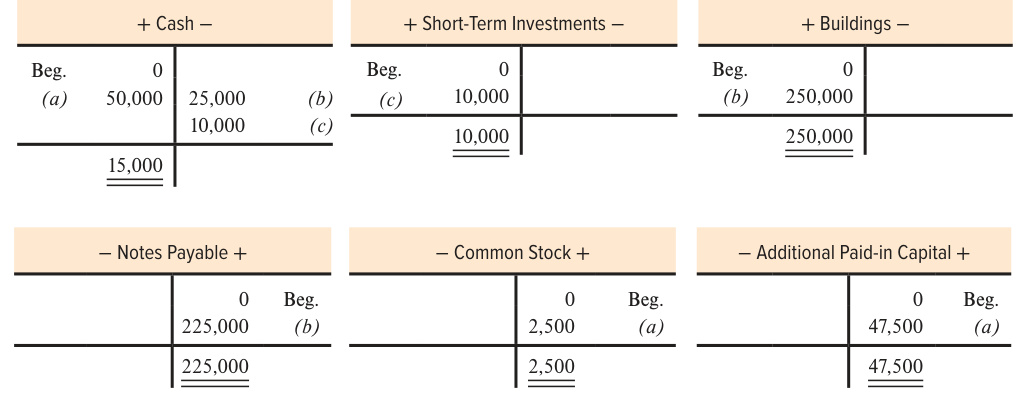 + Cash −
Beg. 0
(a) 50,000 25,000 (b)
10,000 (c)
15,000
+ Short-Term Investments −
Beg. 0
(c) 10,000
10,000
+ Buildings −
Beg. 0
(b) 250,000
250,000
− Notes Payable +
0 Beg.
225,000 (b)
225,000
− Common Stock +
0 Beg.
2,500 (a)
2,500
− Additional Paid-in Capital +
0 Beg.
47,500 (a)
47,500